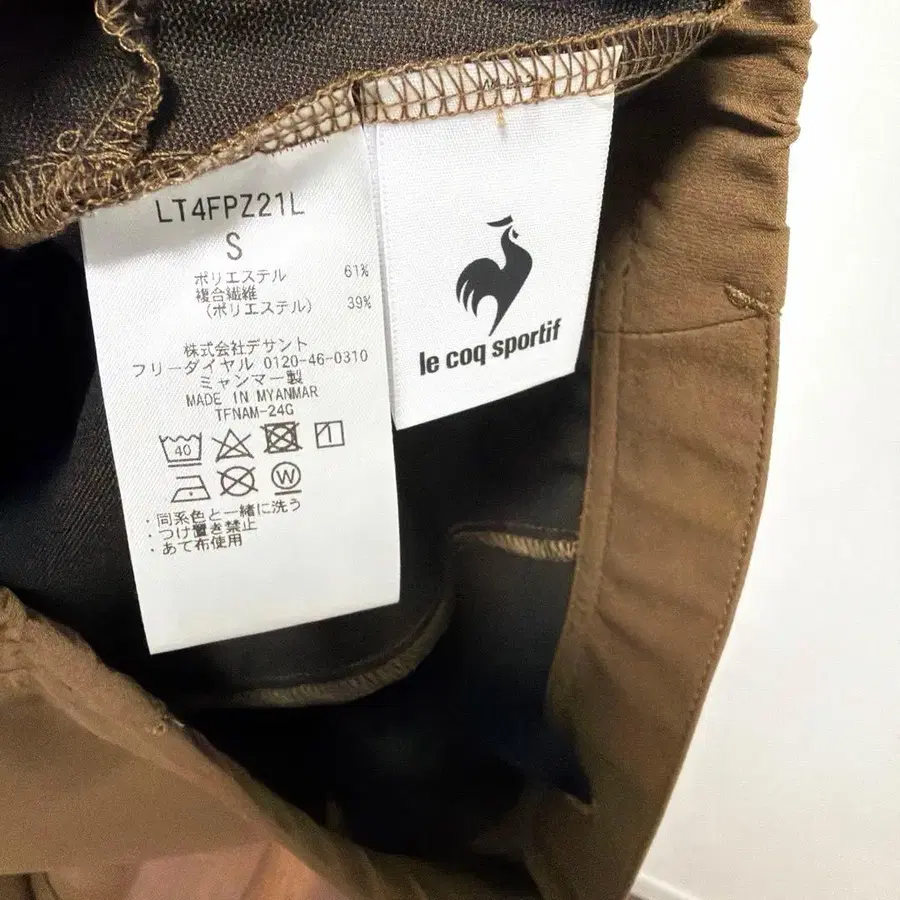 LT4FPZ21L
S
ポリエステル 61%
複合繊維
(ポリエステル) 39%
株式会社デサント
フリーダイヤル 0120-46-0310
ミャンマー製
MADE IN MYANMAR
TFNAM-24G
40
W
・同系色と一緒に洗う
・つけ置き禁止
・あて布使用
le coq sportif